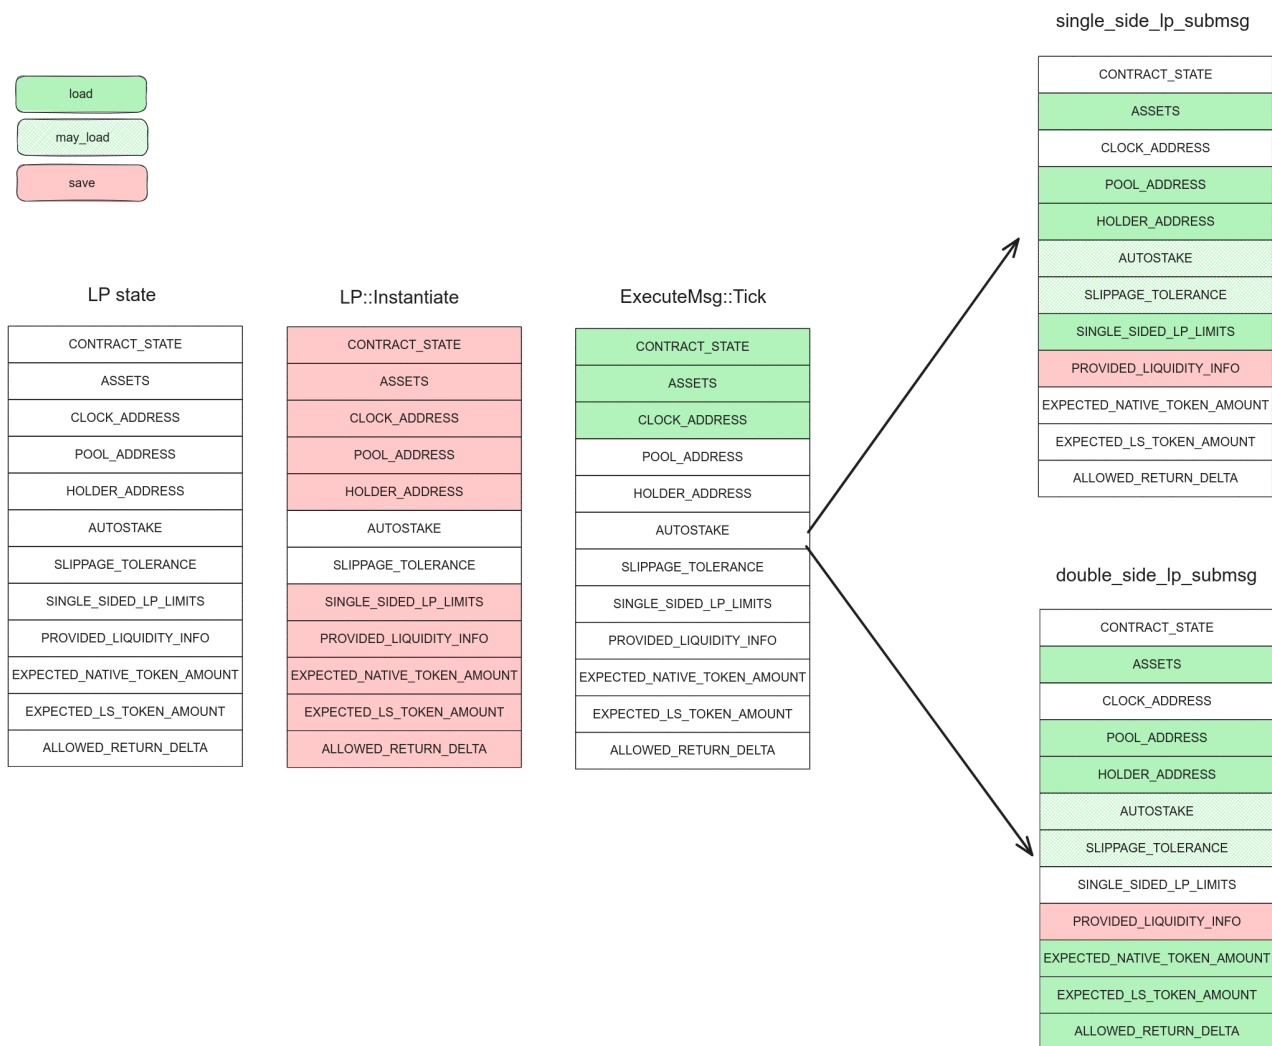 load
may_load
save
LP state
CONTRACT_STATE
ASSETS
CLOCK_ADDRESS
POOL_ADDRESS
HOLDER_ADDRESS
AUTOSTAKE
SLIPPAGE_TOLERANCE
SINGLE_SIDED_LP_LIMITS
PROVIDED_LIQUIDITY_INFO
EXPECTED_NATIVE_TOKEN_AMOUNT
EXPECTED_LS_TOKEN_AMOUNT
ALLOWED_RETURN_DELTA
LP::Instantiate
CONTRACT_STATE
ASSETS
CLOCK_ADDRESS
POOL_ADDRESS
HOLDER_ADDRESS
AUTOSTAKE
SLIPPAGE_TOLERANCE
SINGLE_SIDED_LP_LIMITS
PROVIDED_LIQUIDITY_INFO
EXPECTED_NATIVE_TOKEN_AMOUNT
EXPECTED_LS_TOKEN_AMOUNT
ALLOWED_RETURN_DELTA
ExecuteMsg::Tick
CONTRACT_STATE
ASSETS
CLOCK_ADDRESS
POOL_ADDRESS
HOLDER_ADDRESS
AUTOSTAKE
SLIPPAGE_TOLERANCE
SINGLE_SIDED_LP_LIMITS
PROVIDED_LIQUIDITY_INFO
EXPECTED_NATIVE_TOKEN_AMOUNT
EXPECTED_LS_TOKEN_AMOUNT
ALLOWED_RETURN_DELTA
single_side_lp_submsg
CONTRACT_STATE
ASSETS
CLOCK_ADDRESS
POOL_ADDRESS
HOLDER_ADDRESS
AUTOSTAKE
SLIPPAGE_TOLERANCE
SINGLE_SIDED_LP_LIMITS
PROVIDED_LIQUIDITY_INFO
EXPECTED_NATIVE_TOKEN_AMOUNT
EXPECTED_LS_TOKEN_AMOUNT
ALLOWED_RETURN_DELTA
double_side_lp_submsg
CONTRACT_STATE
ASSETS
CLOCK_ADDRESS
POOL_ADDRESS
HOLDER_ADDRESS
AUTOSTAKE
SLIPPAGE_TOLERANCE
SINGLE_SIDED_LP_LIMITS
PROVIDED_LIQUIDITY_INFO
EXPECTED_NATIVE_TOKEN_AMOUNT
EXPECTED_LS_TOKEN_AMOUNT
ALLOWED_RETURN_DELTA